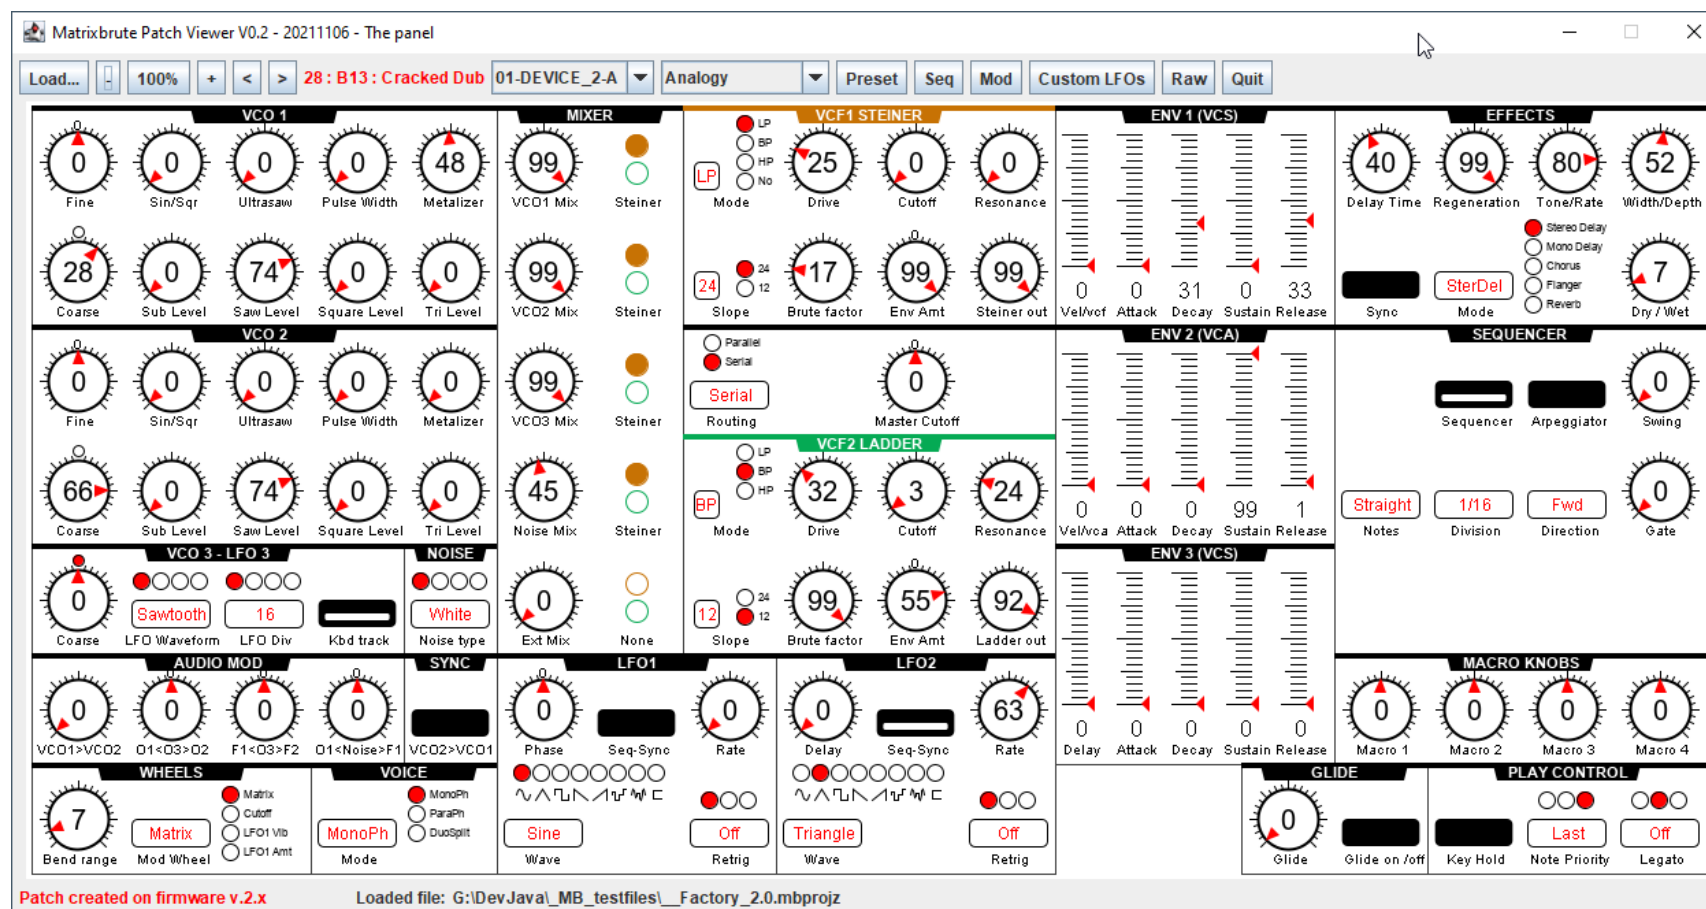 Matrixbrute Patch Viewer V0.2 - 20211106 - The panel
Load... - 100% + < > 28 : B13 : Cracked Dub 01-DEVICE_2-A Analogy Preset Seq Mod Custom LFOs Raw Quit
VCO 1 MIXER VCF1 STEINER ENV 1 (VCS) EFFECTS
0 LP
BP
HP
No
0 0 0 0 48 99 LP 25 0 0 40 99 80 52
Fine Sin/Sqr Ultrasaw Pulse Width Metalizer VCO1 Mix Steiner Mode Drive Cutoff Resonance Delay Time Regeneration Tone/Rate Width/Depth
Stereo Delay
Mono Delay
Chorus
Flanger
Reverb
24
12
0
28 0 74 0 0 99 24 17 99 99 0 0 31 0 33 SterDel 7
Coarse Sub Level Saw Level Square Level Tri Level VCO2 Mix Steiner Slope Brute factor Env Amt Steiner out Vel/vcf Attack Decay Sustain Release Sync Mode Dry / Wet
VCO 2 ENV 2 (VCA) SEQUENCER
0 Parallel
Serial
0
0 0 0 0 0 99 Serial 0 0
Fine Sin/Sqr Ultrasaw Pulse Width Metalizer VCO3 Mix Steiner Routing Master Cutoff Sequencer Arpeggiator Swing
VCF2 LADDER
LP
BP
HP
66 0 74 0 0 45 BP 32 3 24 0 0 0 99 1 Straight 1/16 Fwd 0
Coarse Sub Level Saw Level Square Level Tri Level Noise Mix Steiner Mode Drive Cutoff Resonance Vel/vca Attack Decay Sustain Release Notes Division Direction Gate
VCO 3 - LFO 3 NOISE ENV 3 (VCS)
24
12
0
0 Sawtooth 16 White 0 12 99 55 92
Coarse LFO Waveform LFO Div Kbd track Noise type Ext Mix None Slope Brute factor Env Amt Ladder out
AUDIO MOD SYNC LFO1 LFO2 MACRO KNOBS
0 0 0 0
0 0 0 0 0 0 0 63 0 0 0 0 0 0 0 0 0
VCO1>VCO2 O1<O3>O2 F1<O3>F2 O1<Noise>F1 VCO2>VCO1 Phase Seq-Sync Rate Delay Seq-Sync Rate Delay Attack Decay Sustain Release Macro 1 Macro 2 Macro 3 Macro 4
WHEELS VOICE GLIDE PLAY CONTROL
Matrix
Cutoff
LFO1 Vib
LFO1 Amt
MonoPh
ParaPh
DuoSplit
7 Matrix MonoPh Sine Off Triangle Off 0 Last Off
Bend range Mod Wheel Mode Wave Retrig Wave Retrig Glide Glide on /off Key Hold Note Priority Legato
Patch created on firmware v.2.x Loaded file: G:\DevJava\_MB_testfiles\__Factory_2.0.mbprojz